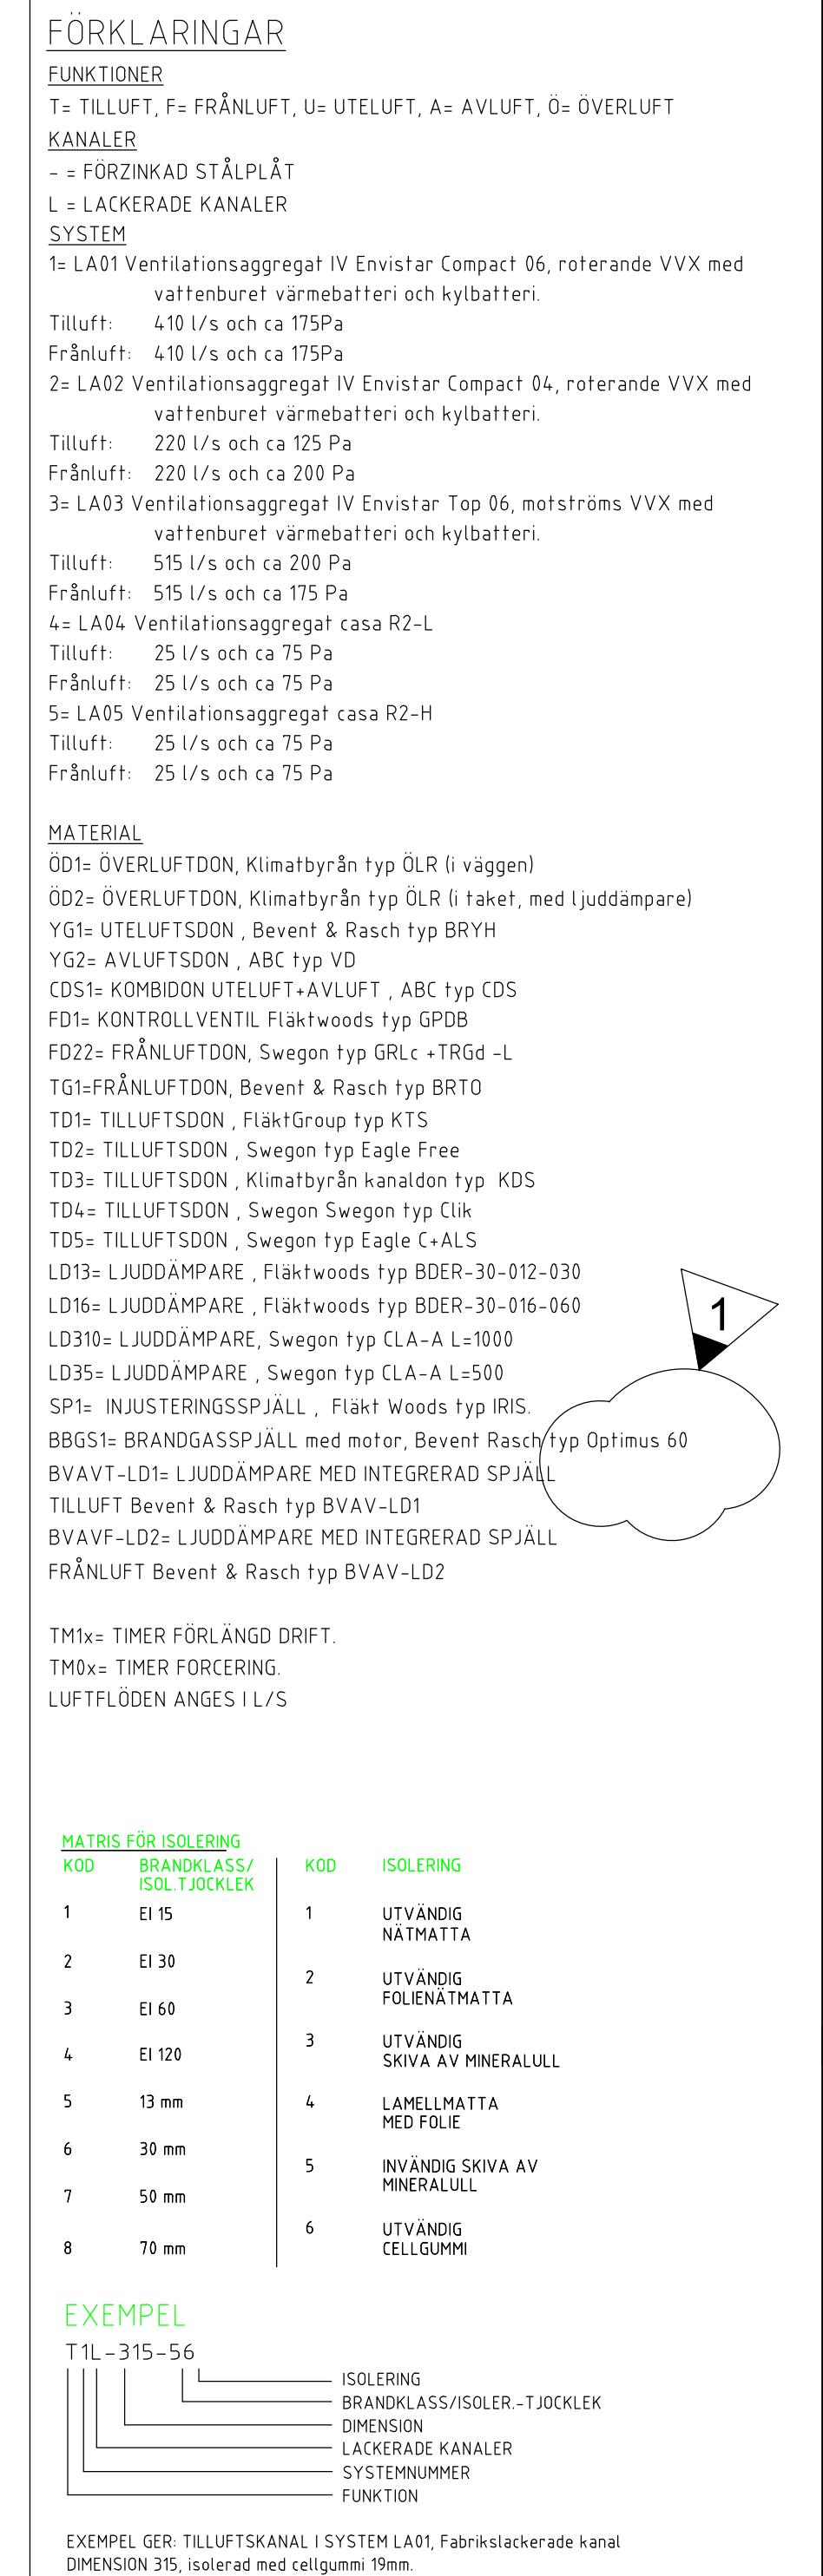 FÖRKLARINGAR
FUNKTIONER
T= TILLUFT, F= FRÅNLUFT, U= UTELUFT, A= AVLUFT, Ö= ÖVERLUFT
KANALER
- = FÖRZINKAD STÅLPLÅT
L = LACKERADE KANALER
SYSTEM
1= LA01 Ventilationsaggregat IV Envistar Compact 06, roterande VVX med
vattenburet värmebatteri och kylbatteri.
Tilluft: 410 l/s och ca 175Pa
Frånluft: 410 l/s och ca 175Pa
2= LA02 Ventilationsaggregat IV Envistar Compact 04, roterande VVX med
vattenburet värmebatteri och kylbatteri.
Tilluft: 220 l/s och ca 125 Pa
Frånluft: 220 l/s och ca 200 Pa
3= LA03 Ventilationsaggregat IV Envistar Top 06, motströms VVX med
vattenburet värmebatteri och kylbatteri.
Tilluft: 515 l/s och ca 200 Pa
Frånluft: 515 l/s och ca 175 Pa
4= LA04 Ventilationsaggregat casa R2-L
Tilluft: 25 l/s och ca 75 Pa
Frånluft: 25 l/s och ca 75 Pa
5= LA05 Ventilationsaggregat casa R2-H
Tilluft: 25 l/s och ca 75 Pa
Frånluft: 25 l/s och ca 75 Pa
MATERIAL
ÖD1= ÖVERLUFTDON, Klimatbyrån typ ÖLR (i väggen)
ÖD2= ÖVERLUFTDON, Klimatbyrån typ ÖLR (i taket, med ljuddämpare)
YG1= UTELUFTSDON , Bevent & Rasch typ BRYH
YG2= AVLUFTSDON , ABC typ VD
CDS1= KOMBIDON UTELUFT+AVLUFT , ABC typ CDS
FD1= KONTROLLVENTIL Fläktwoods typ GPDB
FD22= FRÅNLUFTDON, Swegon typ GRLc +TRGd -L
TG1=FRÅNLUFTDON, Bevent & Rasch typ BRTO
TD1= TILLUFTSDON , FläktGroup typ KTS
TD2= TILLUFTSDON , Swegon typ Eagle Free
TD3= TILLUFTSDON , Klimatbyrån kanaldon typ KDS
TD4= TILLUFTSDON , Swegon Swegon typ Clik
TD5= TILLUFTSDON , Swegon typ Eagle C+ALS
LD13= LJUDDÄMPARE , Fläktwoods typ BDER-30-012-030
LD16= LJUDDÄMPARE , Fläktwoods typ BDER-30-016-060
1
LD310= LJUDDÄMPARE, Swegon typ CLA-A L=1000
LD35= LJUDDÄMPARE , Swegon typ CLA-A L=500
SP1= INJUSTERINGSSPJÄLL , Fläkt Woods typ IRIS.
BBGS1= BRANDGASSPJÄLL med motor, Bevent Rasch typ Optimus 60
BVAVT-LD1= LJUDDÄMPARE MED INTEGRERAD SPJÄLL
TILLUFT Bevent & Rasch typ BVAV-LD1
BVAVF-LD2= LJUDDÄMPARE MED INTEGRERAD SPJÄLL
FRÅNLUFT Bevent & Rasch typ BVAV-LD2
TM1x= TIMER FÖRLÄNGD DRIFT.
TM0x= TIMER FORCERING.
LUFTFLÖDEN ANGES I L/S
MATRIS FÖR ISOLERING
KOD BRANDKLASS/
ISOL.TJOCKLEK
1 EI 15
2 EI 30
3 EI 60
4 EI 120
5 13 mm
6 30 mm
7 50 mm
8 70 mm
KOD ISOLERING
1 UTVÄNDIG
NÄTMATTA
2 UTVÄNDIG
FOLIENÄTMATTA
3 UTVÄNDIG
SKIVA AV MINERALULL
4 LAMELLMATTA
MED FOLIE
5 INVÄNDIG SKIVA AV
MINERALULL
6 UTVÄNDIG
CELLGUMMI
EXEMPEL
T1L-315-56
ISOLERING
BRANDKLASS/ISOLER.-TJOCKLEK
DIMENSION
LACKERADE KANALER
SYSTEMNUMMER
FUNKTION
EXEMPEL GER: TILLUFTSKANAL I SYSTEM LA01, Fabrikslackerade kanal
DIMENSION 315, isolerad med cellgummi 19mm.